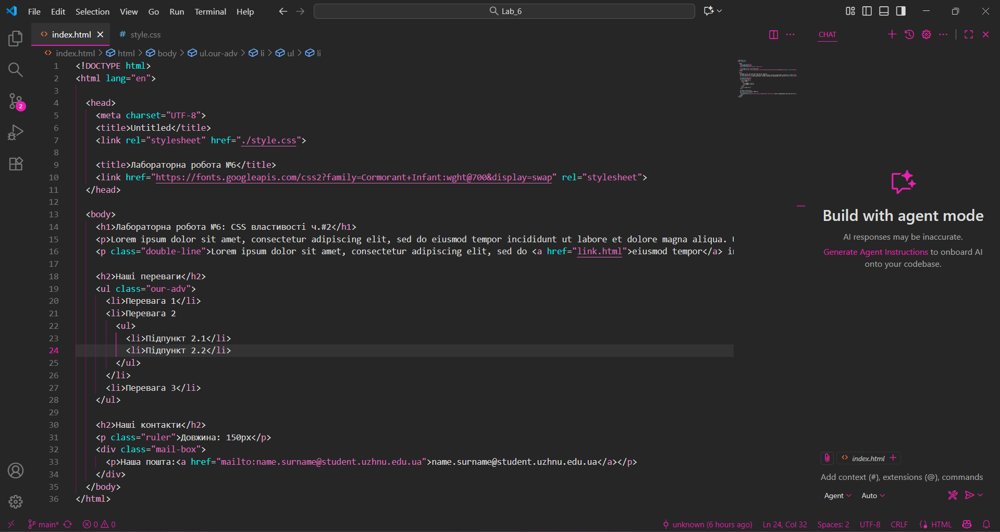 File Edit Selection View Go Run Terminal Help
Lab_6
index.html
# style.css
CHAT
index.html > html > body > ul.our-adv > li > ul > li
1 <!DOCTYPE html>
2 <html lang="en">
3
4 <head>
5 <meta charset="UTF-8">
6 <title>Untitled</title>
7 <link rel="stylesheet" href="./style.css">
8
9 <title>Лабораторна робота №6</title>
10 <link href="https://fonts.googleapis.com/css2?family=Cormorant+Infant:wght@700&display=swap" rel="stylesheet">
11 </head>
12
13 <body>
14 <h1>Лабораторна робота №6: CSS властивості ч.#2</h1>
15 <p>Lorem ipsum dolor sit amet, consectetur adipiscing elit, sed do eiusmod tempor incididunt ut labore et dolore magna aliqua.
16 <p class="double-line">Lorem ipsum dolor sit amet, consectetur adipiscing elit, sed do <a href="link.html">eiusmod tempor</a>
17
18 <h2>Наші переваги</h2>
19 <ul class="our-adv">
20 <li>Перевага 1</li>
21 <li>Перевага 2
22 <ul>
23 <li>Підпункт 2.1</li>
24 <li>Підпункт 2.2</li>
25 </ul>
26 </li>
27 <li>Перевага 3</li>
28 </ul>
29
30 <h2>Наші контакти</h2>
31 <p class="ruler">Довжина: 150px</p>
32 <div class="mail-box">
33 <p>Наша пошта:<a href="mailto:name.surname@student.uzhnu.edu.ua">name.surname@student.uzhnu.edu.ua</a></p>
34 </div>
35 </body>
36 </html>
2
Build with agent mode
AI responses may be inaccurate.
Generate Agent Instructions to onboard AI
onto your codebase.
index.html
Add context (#), extensions (@), commands
Agent Auto
main* 0 0 unknown (6 hours ago) Ln 24, Col 32 Spaces: 2 UTF-8 CRLF HTML